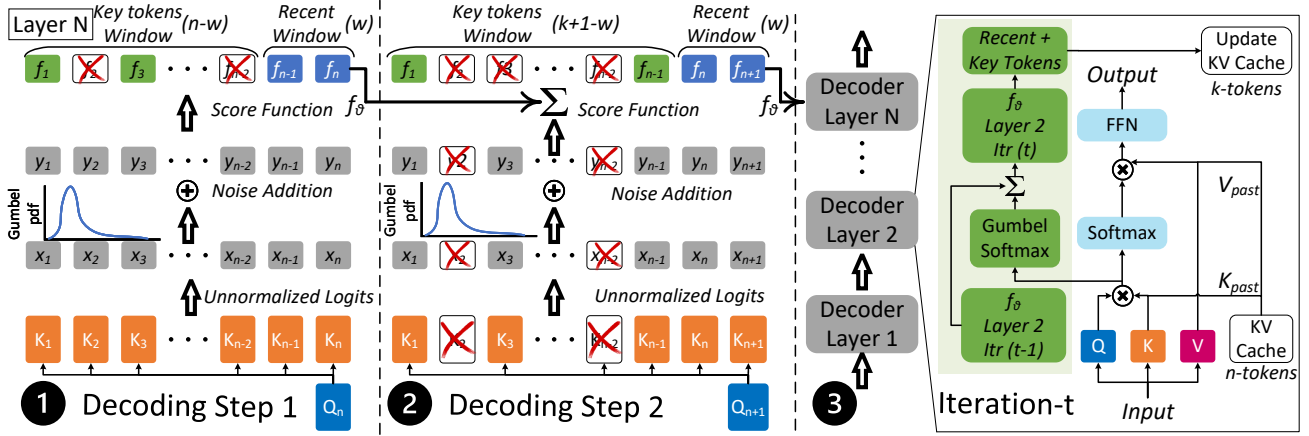 Layer N
Key tokens Window (n-w)
Recent Window (w)
f1 f2 f3 · · · fn-2 fn-1 fn
fϑ
Score Function
y1 y2 y3 · · · yn-2 yn-1 yn
Gumbel pdf
Noise Addition
x1 x2 x3 · · · xn-2 xn-1 xn
Unnormalized Logits
K1 K2 K3 · · · Kn-2 Kn-1 Kn
1 Decoding Step 1
Qn
Key tokens Window (k+1-w)
Recent Window (w)
f1 f2 f3 · · · fn-2 fn-1 fn fn+1
fϑ
Σ
Score Function
y1 y2 y3 · · · yn-2 yn-1 yn yn+1
Gumbel pdf
Noise Addition
x1 x2 x3 · · · xn-2 xn-1 xn xn+1
Unnormalized Logits
K1 K2 K3 · · · Kn-2 Kn-1 Kn Kn+1
2 Decoding Step 2
Qn+1
Decoder
Layer N
Decoder
Layer 2
Decoder
Layer 1
3
Recent +
Key Tokens
Update
KV Cache
k-tokens
Output
fϑ
Layer 2
Itr (t)
FFN
Σ
Vpast
Gumbel
Softmax
Softmax
Kpast
fϑ
Layer 2
Itr (t-1)
Q K V
KV
Cache
n-tokens
Iteration-t
Input